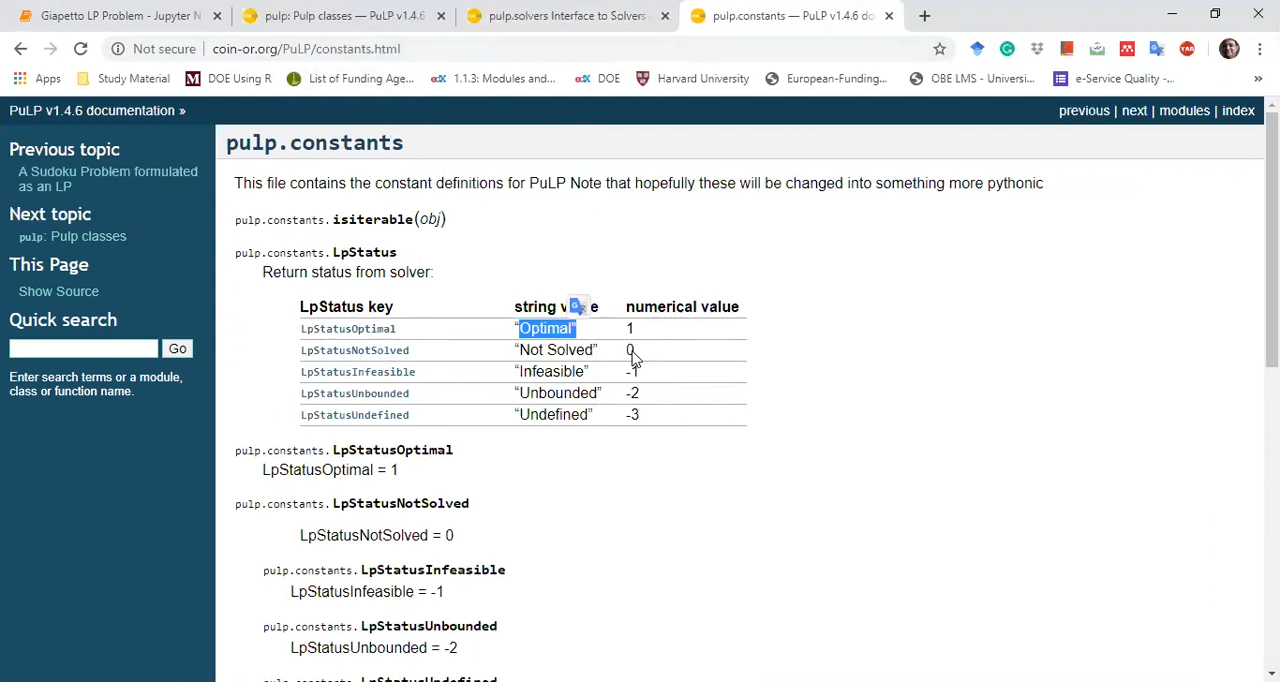 Giapetto LP Problem - Jupyter N
pulp: Pulp classes — PuLP v1.4.6
pulp.solvers Interface to Solvers
pulp.constants — PuLP v1.4.6 do
Not secure | coin-or.org/PuLP/constants.html
Apps Study Material DOE Using R List of Funding Age... 1.1.3: Modules and... DOE Harvard University European-Funding... OBE LMS - Universi... e-Service Quality -... »
PuLP v1.4.6 documentation »
previous | next | modules | index
Previous topic
A Sudoku Problem formulated
as an LP
Next topic
pulp: Pulp classes
This Page
Show Source
Quick search
Go
Enter search terms or a module,
class or function name.
pulp.constants
This file contains the constant definitions for PuLP Note that hopefully these will be changed into something more pythonic
pulp.constants.isiterable(obj)
pulp.constants.LpStatus
Return status from solver:
LpStatus key string v e numerical value
LpStatusOptimal “Optimal” 1
LpStatusNotSolved “Not Solved” 0
LpStatusInfeasible “Infeasible” -1
LpStatusUnbounded “Unbounded” -2
LpStatusUndefined “Undefined” -3
pulp.constants.LpStatusOptimal
LpStatusOptimal = 1
pulp.constants.LpStatusNotSolved
LpStatusNotSolved = 0
pulp.constants.LpStatusInfeasible
LpStatusInfeasible = -1
pulp.constants.LpStatusUnbounded
LpStatusUnbounded = -2
pulp.constants.LpStatusUndefined